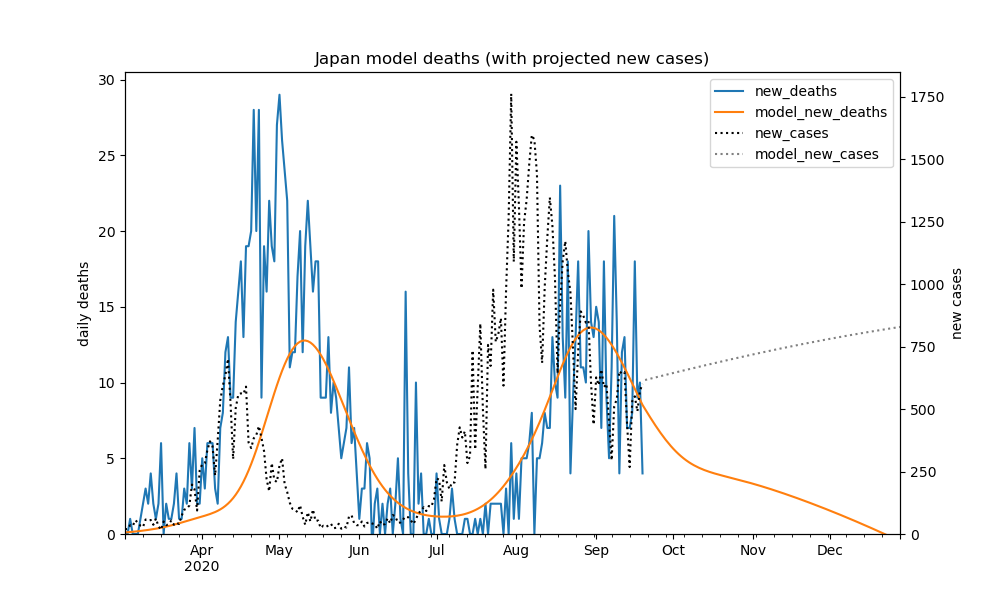 Japan model deaths (with projected new cases)
new_deaths
model_new_deaths
new_cases
model_new_cases
daily deaths
new cases
30
25
20
15
10
5
0
1750
1500
1250
1000
750
500
250
0
Apr
2020
May
Jun
Jul
Aug
Sep
Oct
Nov
Dec